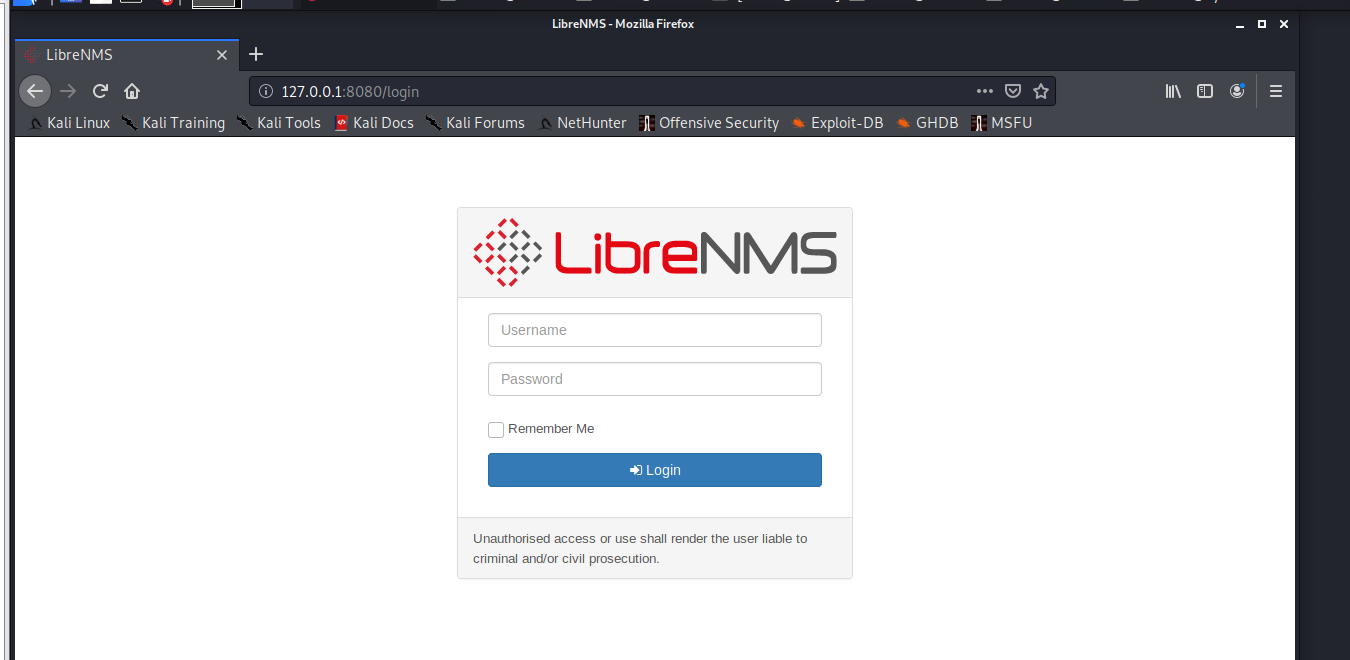 LibreNMS - Mozilla Firefox
LibreNMS
127.0.0.1:8080/login
Kali Linux Kali Training Kali Tools Kali Docs Kali Forums NetHunter Offensive Security Exploit-DB GHDB MSFU
LibreNMS
Username
Password
Remember Me
Login
Unauthorised access or use shall render the user liable to
criminal and/or civil prosecution.